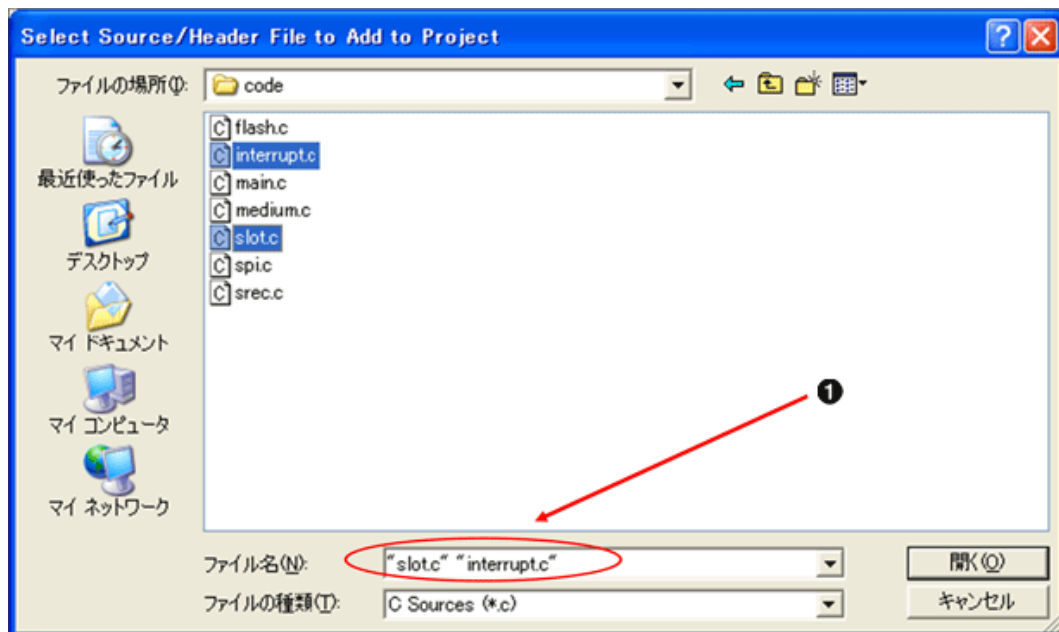 Select Source/Header File to Add to Project
ファイルの場所(I):
code
flash.c
interrupt.c
main.c
medium.c
slot.c
spi.c
srec.c
最近使ったファイル
デスクトップ
マイ ドキュメント
マイ コンピュータ
マイ ネットワーク
❶
ファイル名(N):
"slot.c" "interrupt.c"
開く(O)
ファイルの種類(T):
C Sources (*.c)
キャンセル